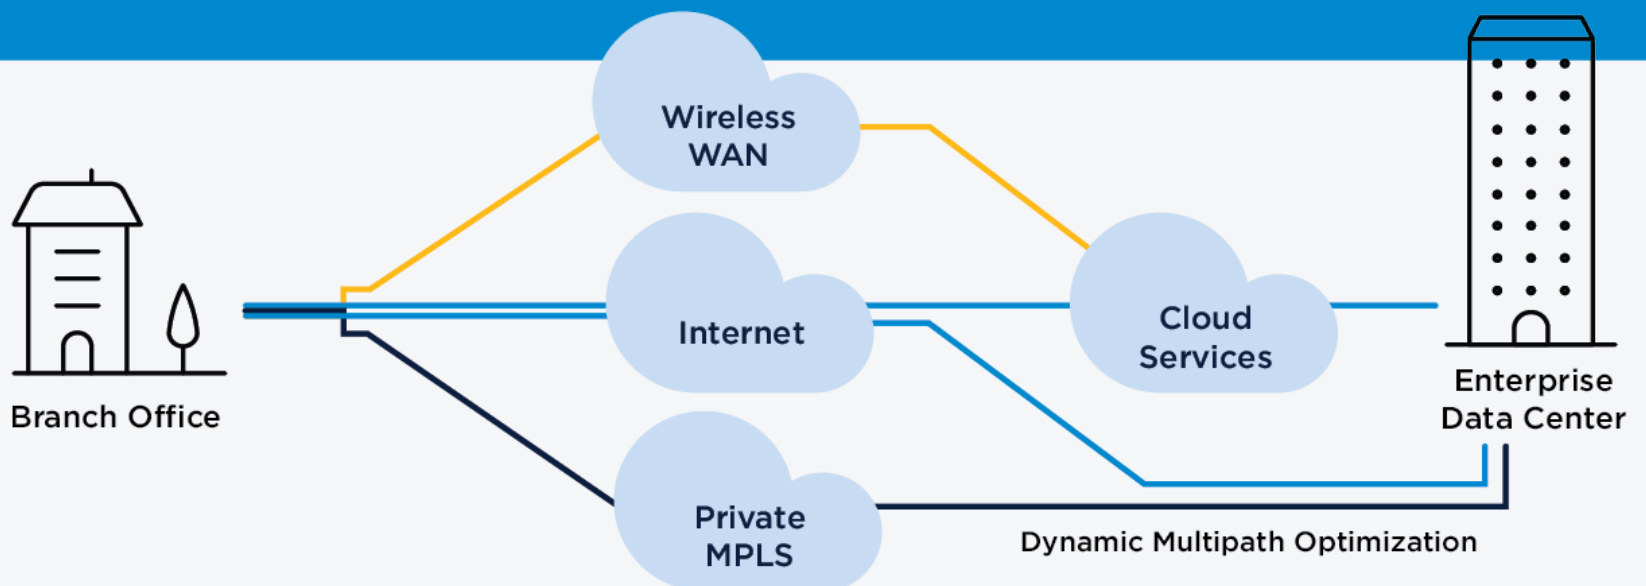 Wireless
WAN
Internet
Cloud
Services
Branch Office
Enterprise
Data Center
Private
MPLS
Dynamic Multipath Optimization